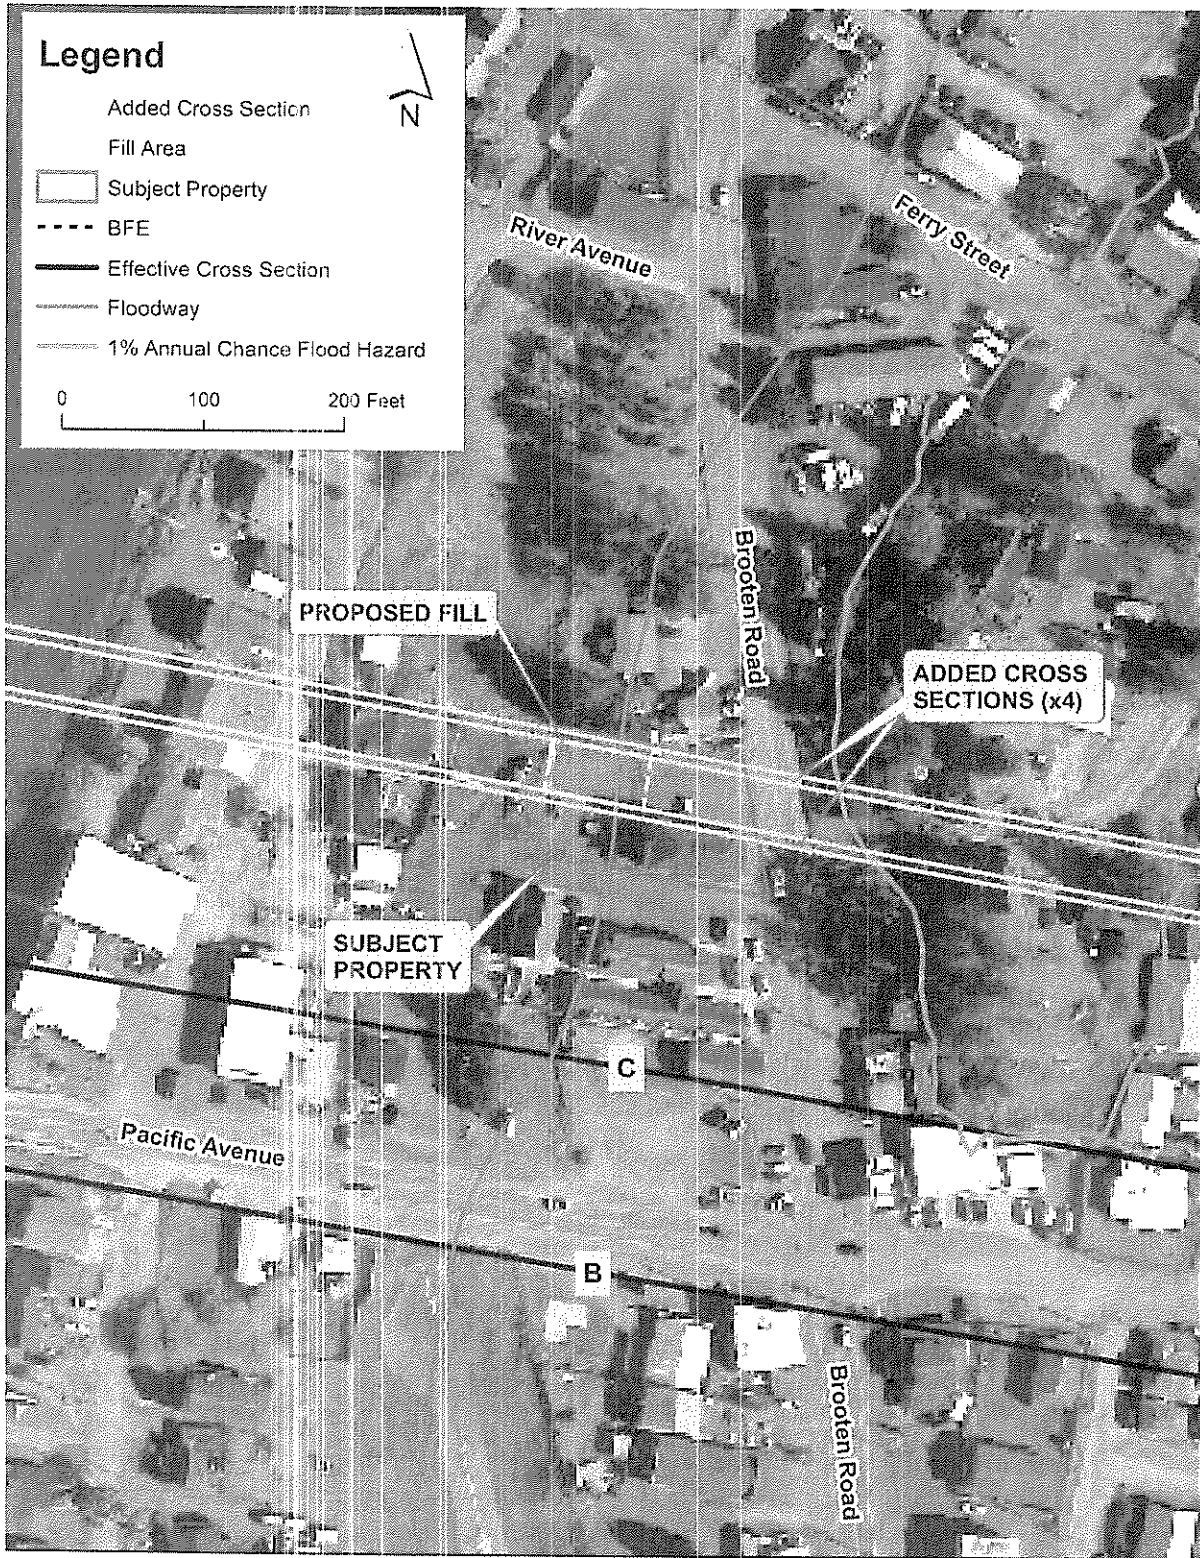 Legend
N
Added Cross Section
Fill Area
Subject Property
BFE
Effective Cross Section
Floodway
1% Annual Chance Flood Hazard
0 100 200 Feet
River Avenue
Ferry Street
Brooten Road
PROPOSED FILL
ADDED CROSS
SECTIONS (x4)
SUBJECT
PROPERTY
C
Pacific Avenue
B
Brooten Road